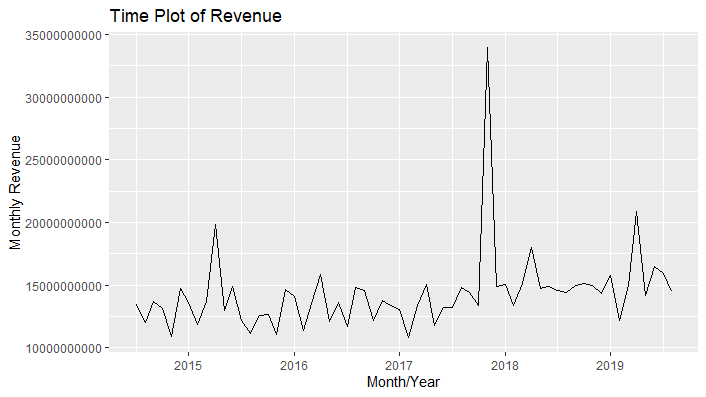 Time Plot of Revenue
35000000000
30000000000
25000000000
20000000000
15000000000
10000000000
Monthly Revenue
2015 2016 2017 2018 2019
Month/Year